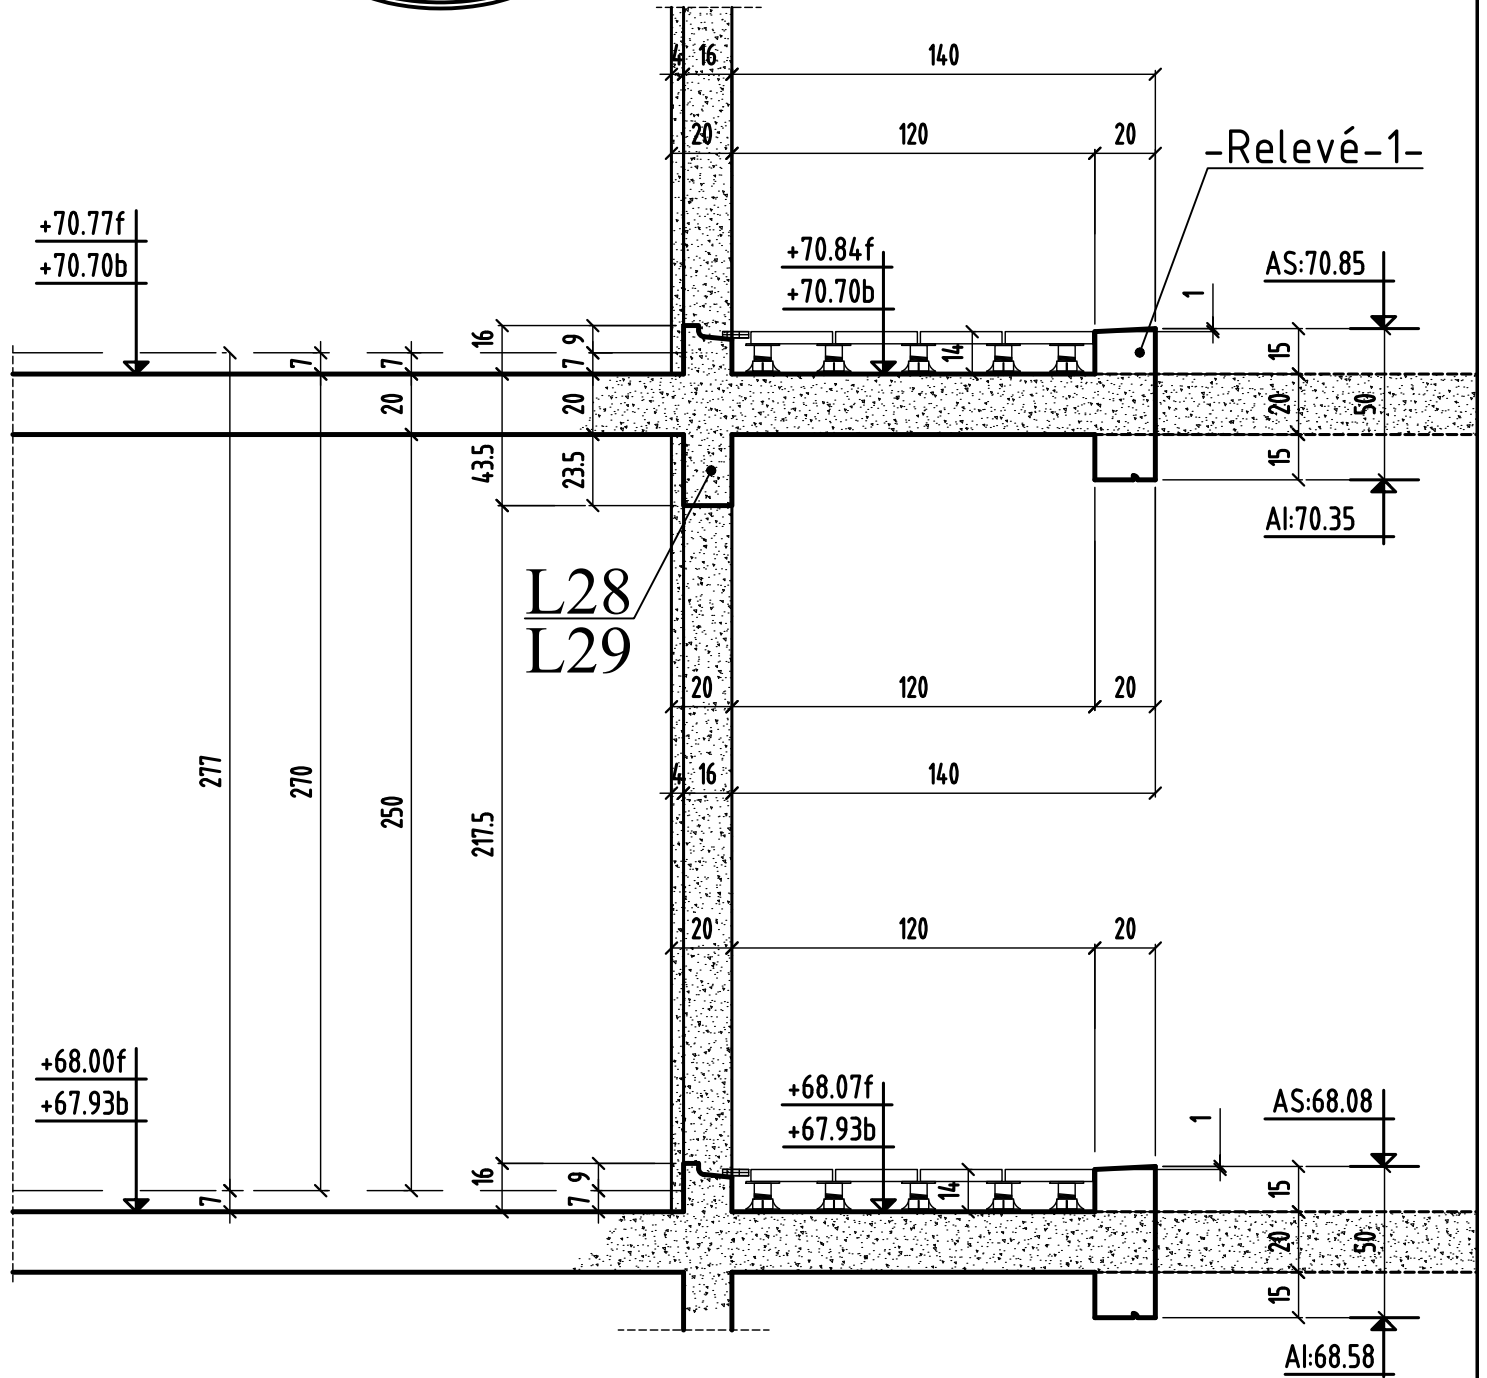 4 16 140
20 120 20
-Relevé-1-
+70.77f
+70.70b
+70.84f
+70.70b
AS:70.85
1
16 7 9 7 7 7 14 15
20 20 20 50
43.5 23.5 15
AI:70.35
L28
L29
20 120 20
4 16 140
277 270 250 217.5
20 120 20
+68.00f
+67.93b
+68.07f
+67.93b
AS:68.08
1
7 16 7 9 14 15
20 50
15
AI:68.58